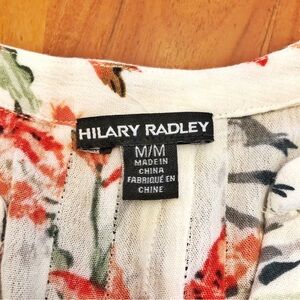 HILARY RADLEY
M/M
MADE IN
CHINA
FABRIQUÉ EN
CHINE